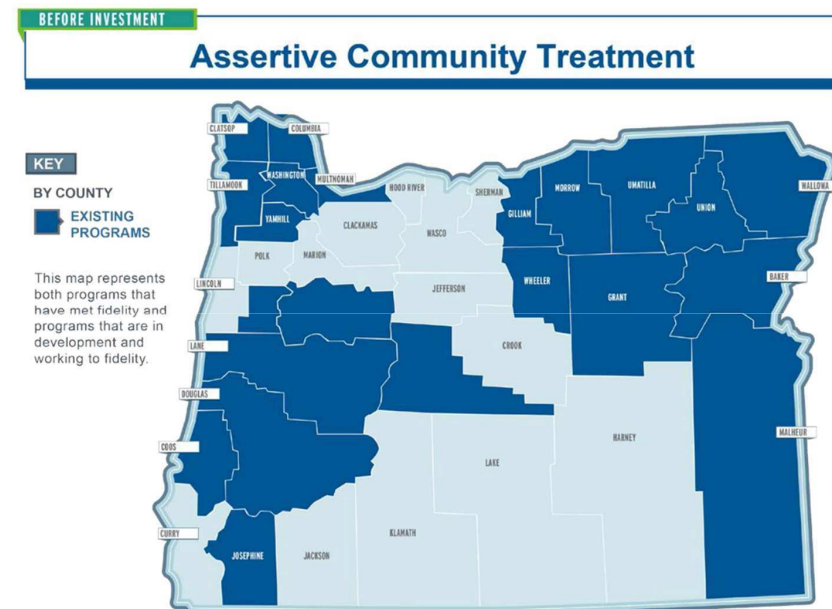 BEFORE INVESTMENT
Assertive Community Treatment
CLATSOP
COLUMBIA
KEY
BY COUNTY
EXISTING
PROGRAMS
This map represents
both programs that
have met fidelity and
programs that are in
development and
working to fidelity.
TILLAMOOK
WASHINGTON
MULTNOMAH
HOOD RIVER
SHERMAN
MORROW
UMATILLA
WALLOWA
YAMHILL
GILLIAM
UNION
CLACKAMAS
WASCO
POLK
MARION
LINCOLN
JEFFERSON
WHEELER
GRANT
BAKER
LANE
CROOK
DOUGLAS
MALHEUR
COOS
LAKE
HARNEY
CURRY
KLAMATH
JOSEPHINE
JACKSON